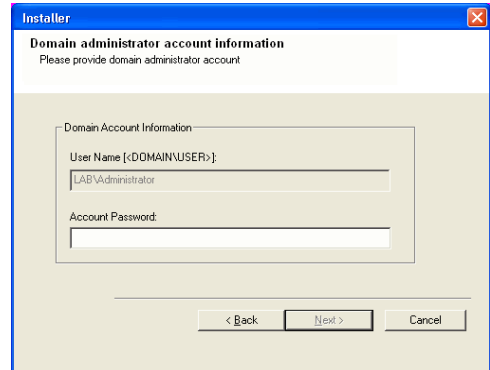 Installer
Domain administrator account information
Please provide domain administrator account
Domain Account Information
User Name [<DOMAIN\USER>]:
LAB\Administrator
Account Password:
< Back
Next >
Cancel